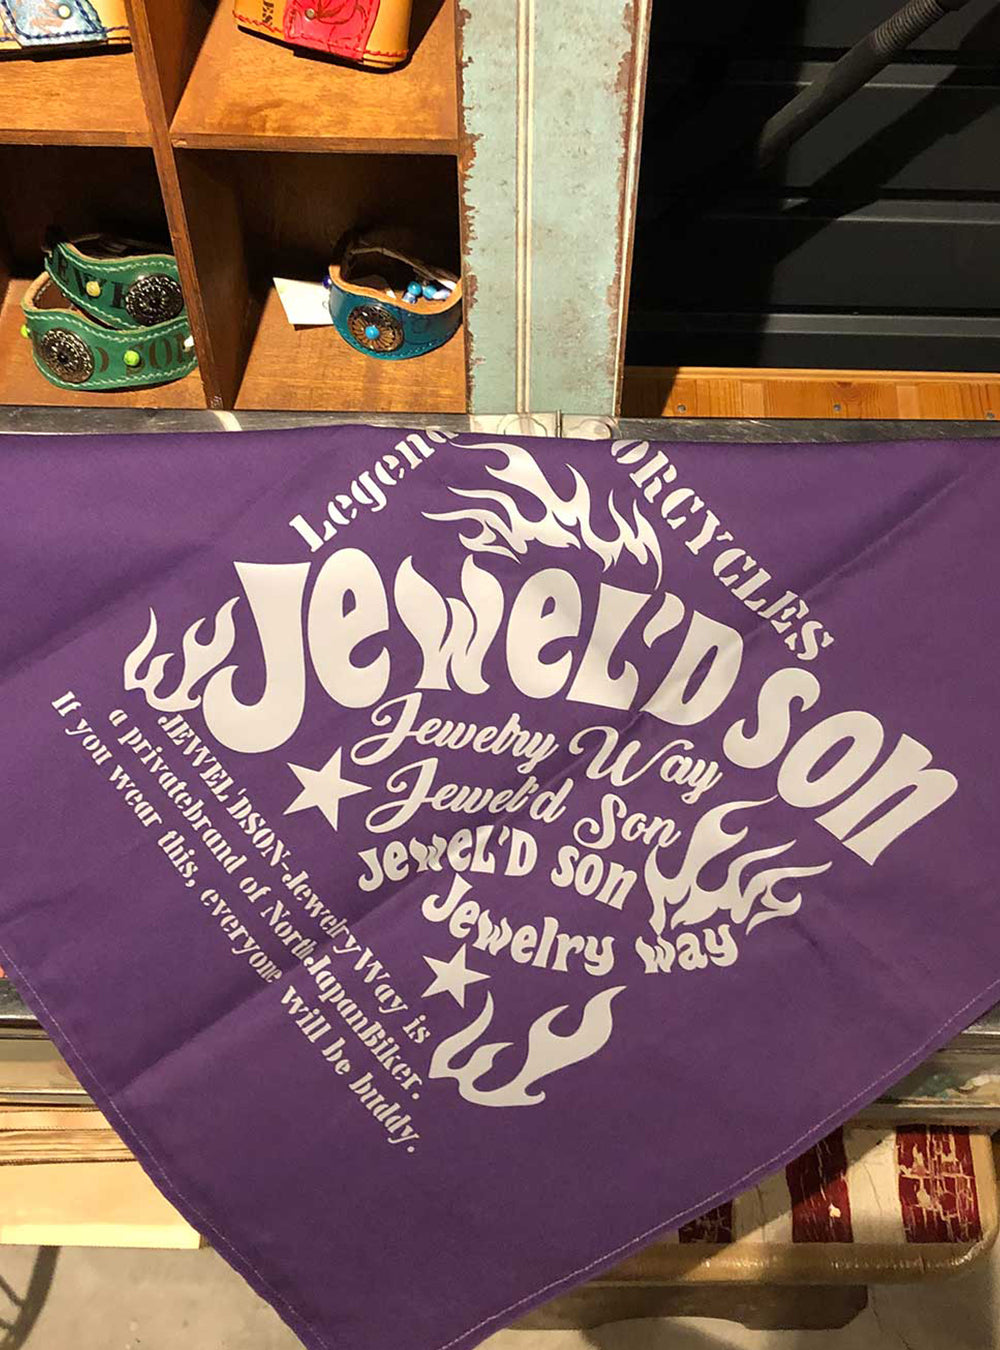 Legend
ORCYCLES
JEWEL'D SON
Jewelry Way
Jewel'd Son
JEWEL'D SON
Jewelry way
JEWEL'DSON-JewelryWay is
a privatebrand of NorthJapanBiker.
If you wear this, everyone will be buddy.